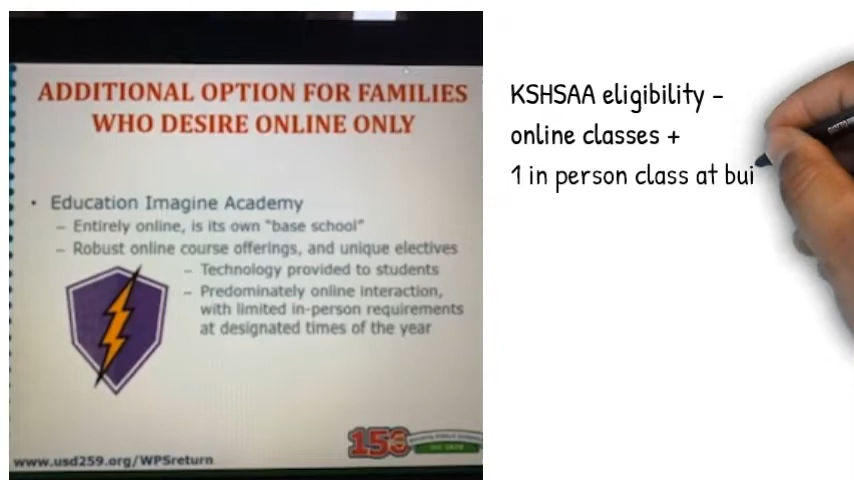 ADDITIONAL OPTION FOR FAMILIES
WHO DESIRE ONLINE ONLY
• Education Imagine Academy
– Entirely online, is its own "base school"
– Robust online course offerings, and unique electives
– Technology provided to students
– Predominately online interaction,
with limited in-person requirements
at designated times of the year
www.usd259.org/WPSreturn
KSHSAA eligibility –
online classes +
1 in person class at bui